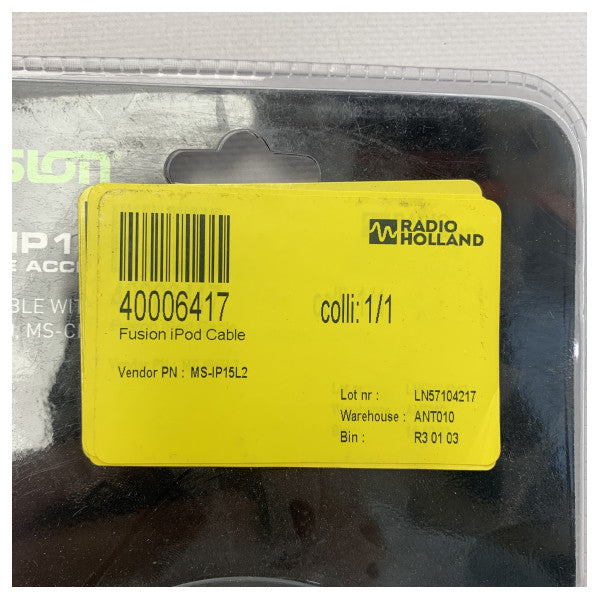 RADIO
HOLLAND
40006417
colli: 1/1
Fusion iPod Cable
Vendor PN : MS-IP15L2
Lot nr : LN57104217
Warehouse : ANT010
Bin : R3 01 03